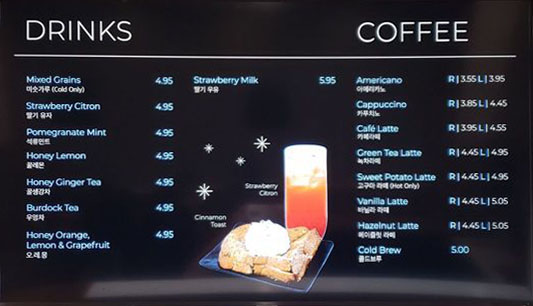 DRINKS
COFFEE
Mixed Grains 4.95
미숫가루 (Cold Only)
Strawberry Citron 4.95
딸기 유자
Pomegranate Mint 4.95
석류민트
Honey Lemon 4.95
꿀레몬
Honey Ginger Tea 4.95
꿀생강차
Burdock Tea 4.95
우엉차
Honey Orange,
Lemon & Grapefruit 4.95
오.레.몽
Strawberry Milk 5.95
딸기 우유
Strawberry
Citron
Cinnamon
Toast
Americano R | 3.55 L | 3.95
아메리카노
Cappuccino R | 3.85 L | 4.45
카푸치노
Café Latte R | 3.95 L | 4.55
카페라떼
Green Tea Latte R | 4.45 L | 4.95
녹차라떼
Sweet Potato Latte R | 4.45 L | 4.95
고구마 라떼 (Hot Only)
Vanilla Latte R | 4.45 L | 5.05
바닐라 라떼
Hazelnut Latte R | 4.45 L | 5.05
헤이즐럿 라떼
Cold Brew 5.00
콜드브루